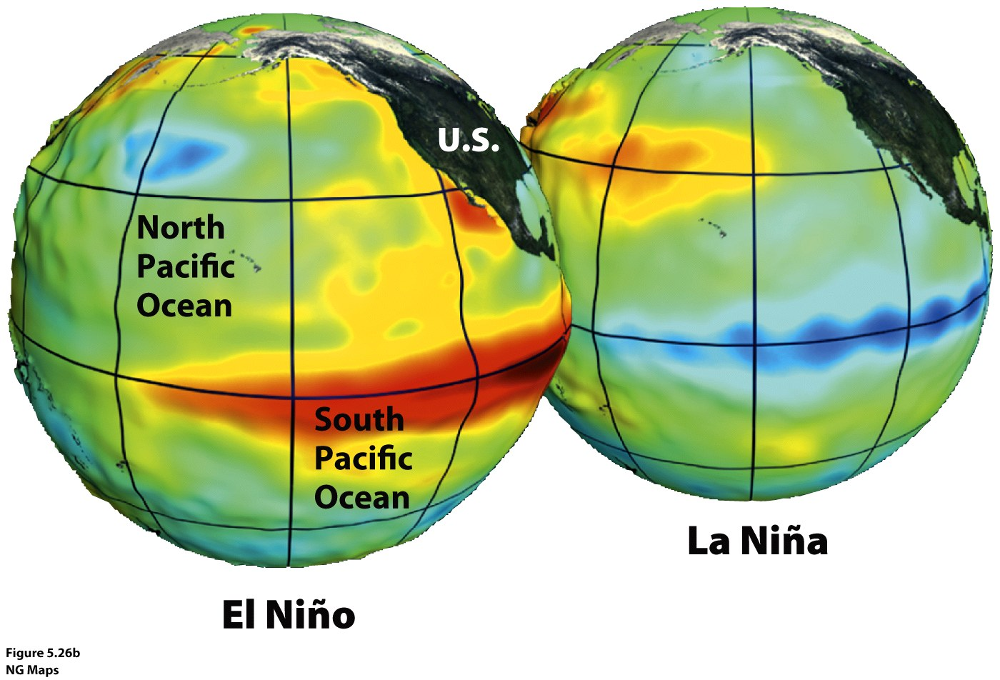 U.S.
North
Pacific
Ocean
South
Pacific
Ocean
La Niña
El Niño
Figure 5.26b
NG Maps